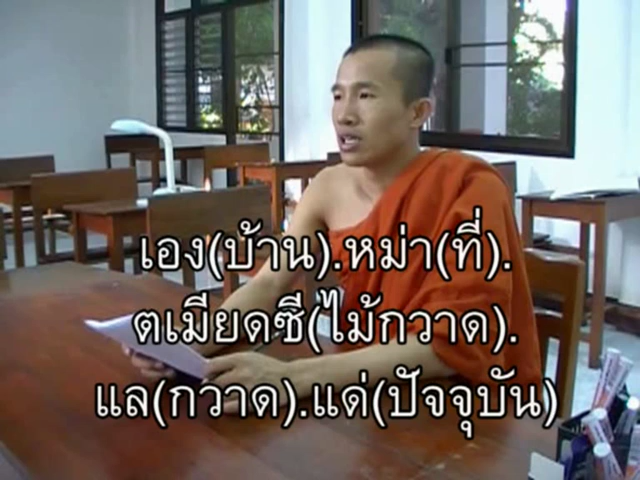 เอง(บ้าน).หม่า(ที่).
ตเมียดซี(ไม้กวาด).
แล(กวาด).แด่(ปัจจุบัน)